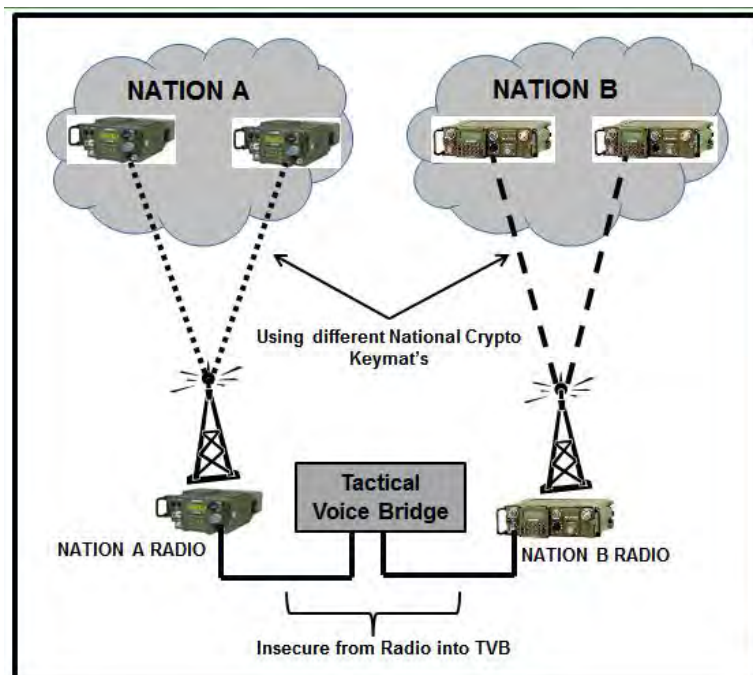 NATION A
NATION B
Using different National Crypto
Keymat's
Tactical
Voice Bridge
NATION A RADIO
NATION B RADIO
Insecure from Radio into TVB